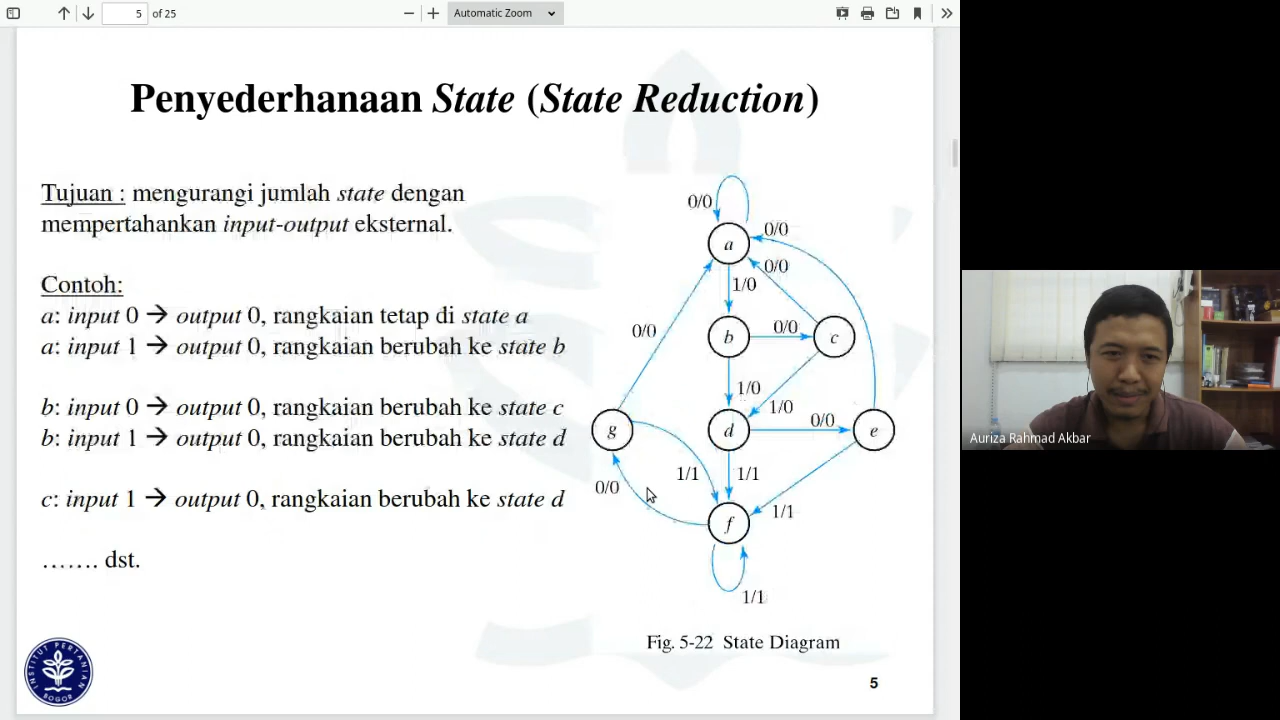 5 of 25 Automatic Zoom
Penyederhanaan State (State Reduction)
Tujuan : mengurangi jumlah state dengan
mempertahankan input-output eksternal.
Contoh:
a: input 0 → output 0, rangkaian tetap di state a
a: input 1 → output 0, rangkaian berubah ke state b
b: input 0 → output 0, rangkaian berubah ke state c
b: input 1 → output 0, rangkaian berubah ke state d
c: input 1 → output 0, rangkaian berubah ke state d
……. dst.
0/0
a
0/0
0/0
1/0
0/0
b
0/0
c
1/0
1/0
g
d
0/0
e
1/1
1/1
0/0
1/1
f
1/1
Fig. 5-22 State Diagram
5
INSTITUT PERTANIAN
BOGOR
Auriza Rahmad Akbar